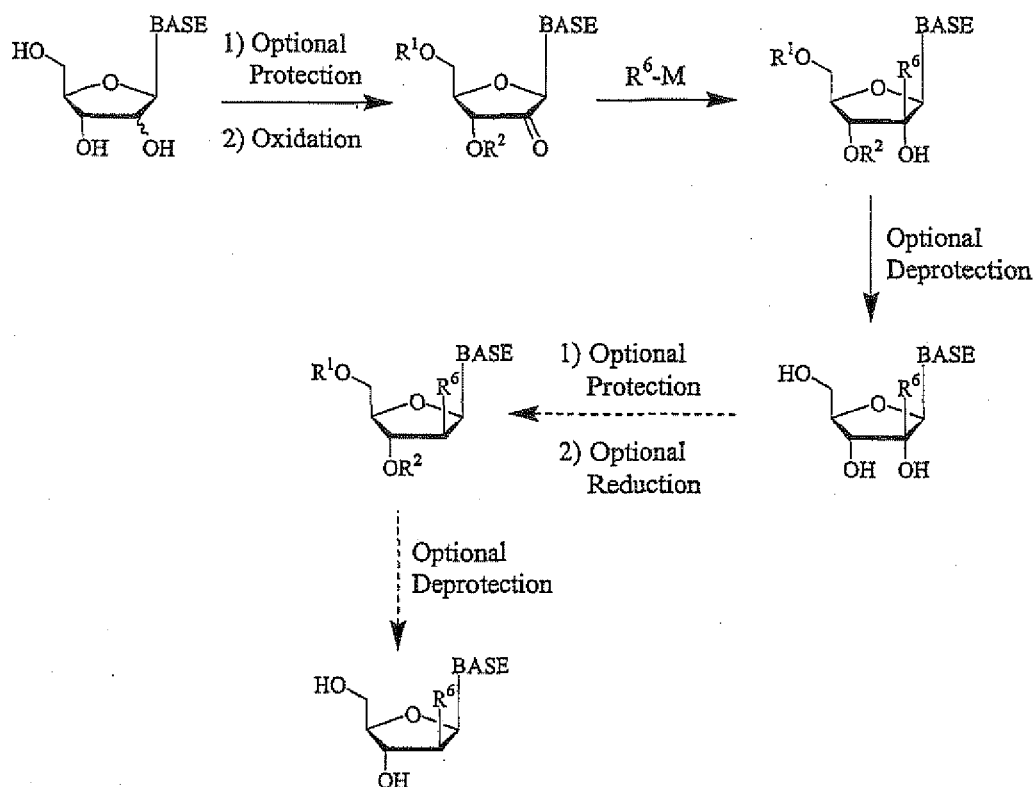 BASE
HO
O
OH OH
1) Optional
Protection
2) Oxidation
BASE
R¹O
O
OR² O
R⁶-M
BASE
R¹O
R⁶
O
OR² OH
Optional
Deprotection
BASE
HO
R⁶
O
OH OH
1) Optional
Protection
2) Optional
Reduction
BASE
R¹O
R⁶
O
OR²
Optional
Deprotection
BASE
HO
R⁶
O
OH